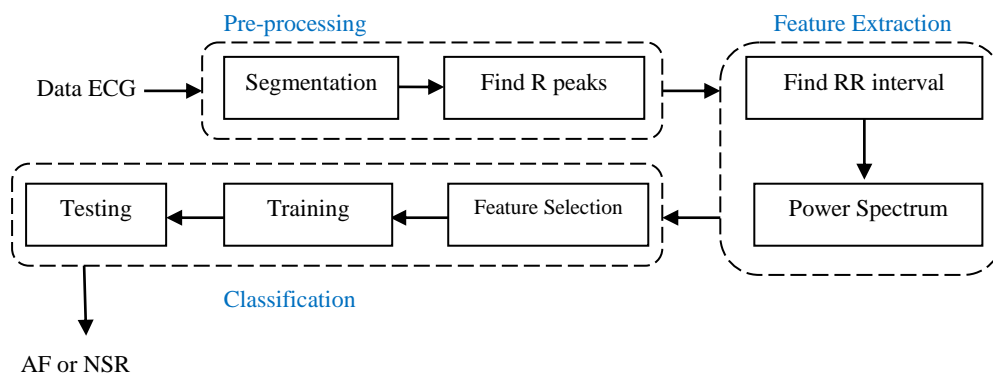 Pre-processing
Feature Extraction
Data ECG
Segmentation
Find R peaks
Find RR interval
Testing
Training
Feature Selection
Power Spectrum
Classification
AF or NSR